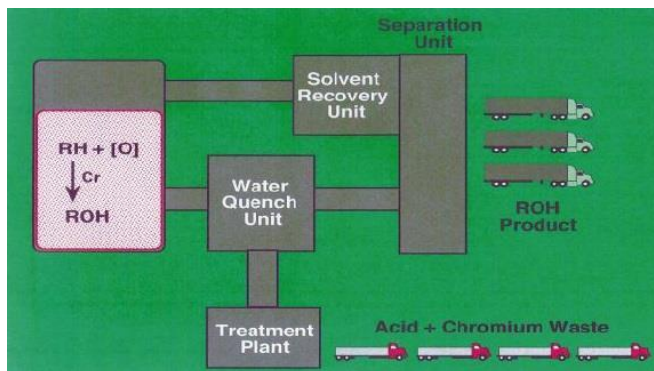 Separation
Unit
Solvent
Recovery
Unit
RH + [O]
Cr
ROH
Water
Quench
Unit
ROH
Product
Treatment
Plant
Acid + Chromium Waste